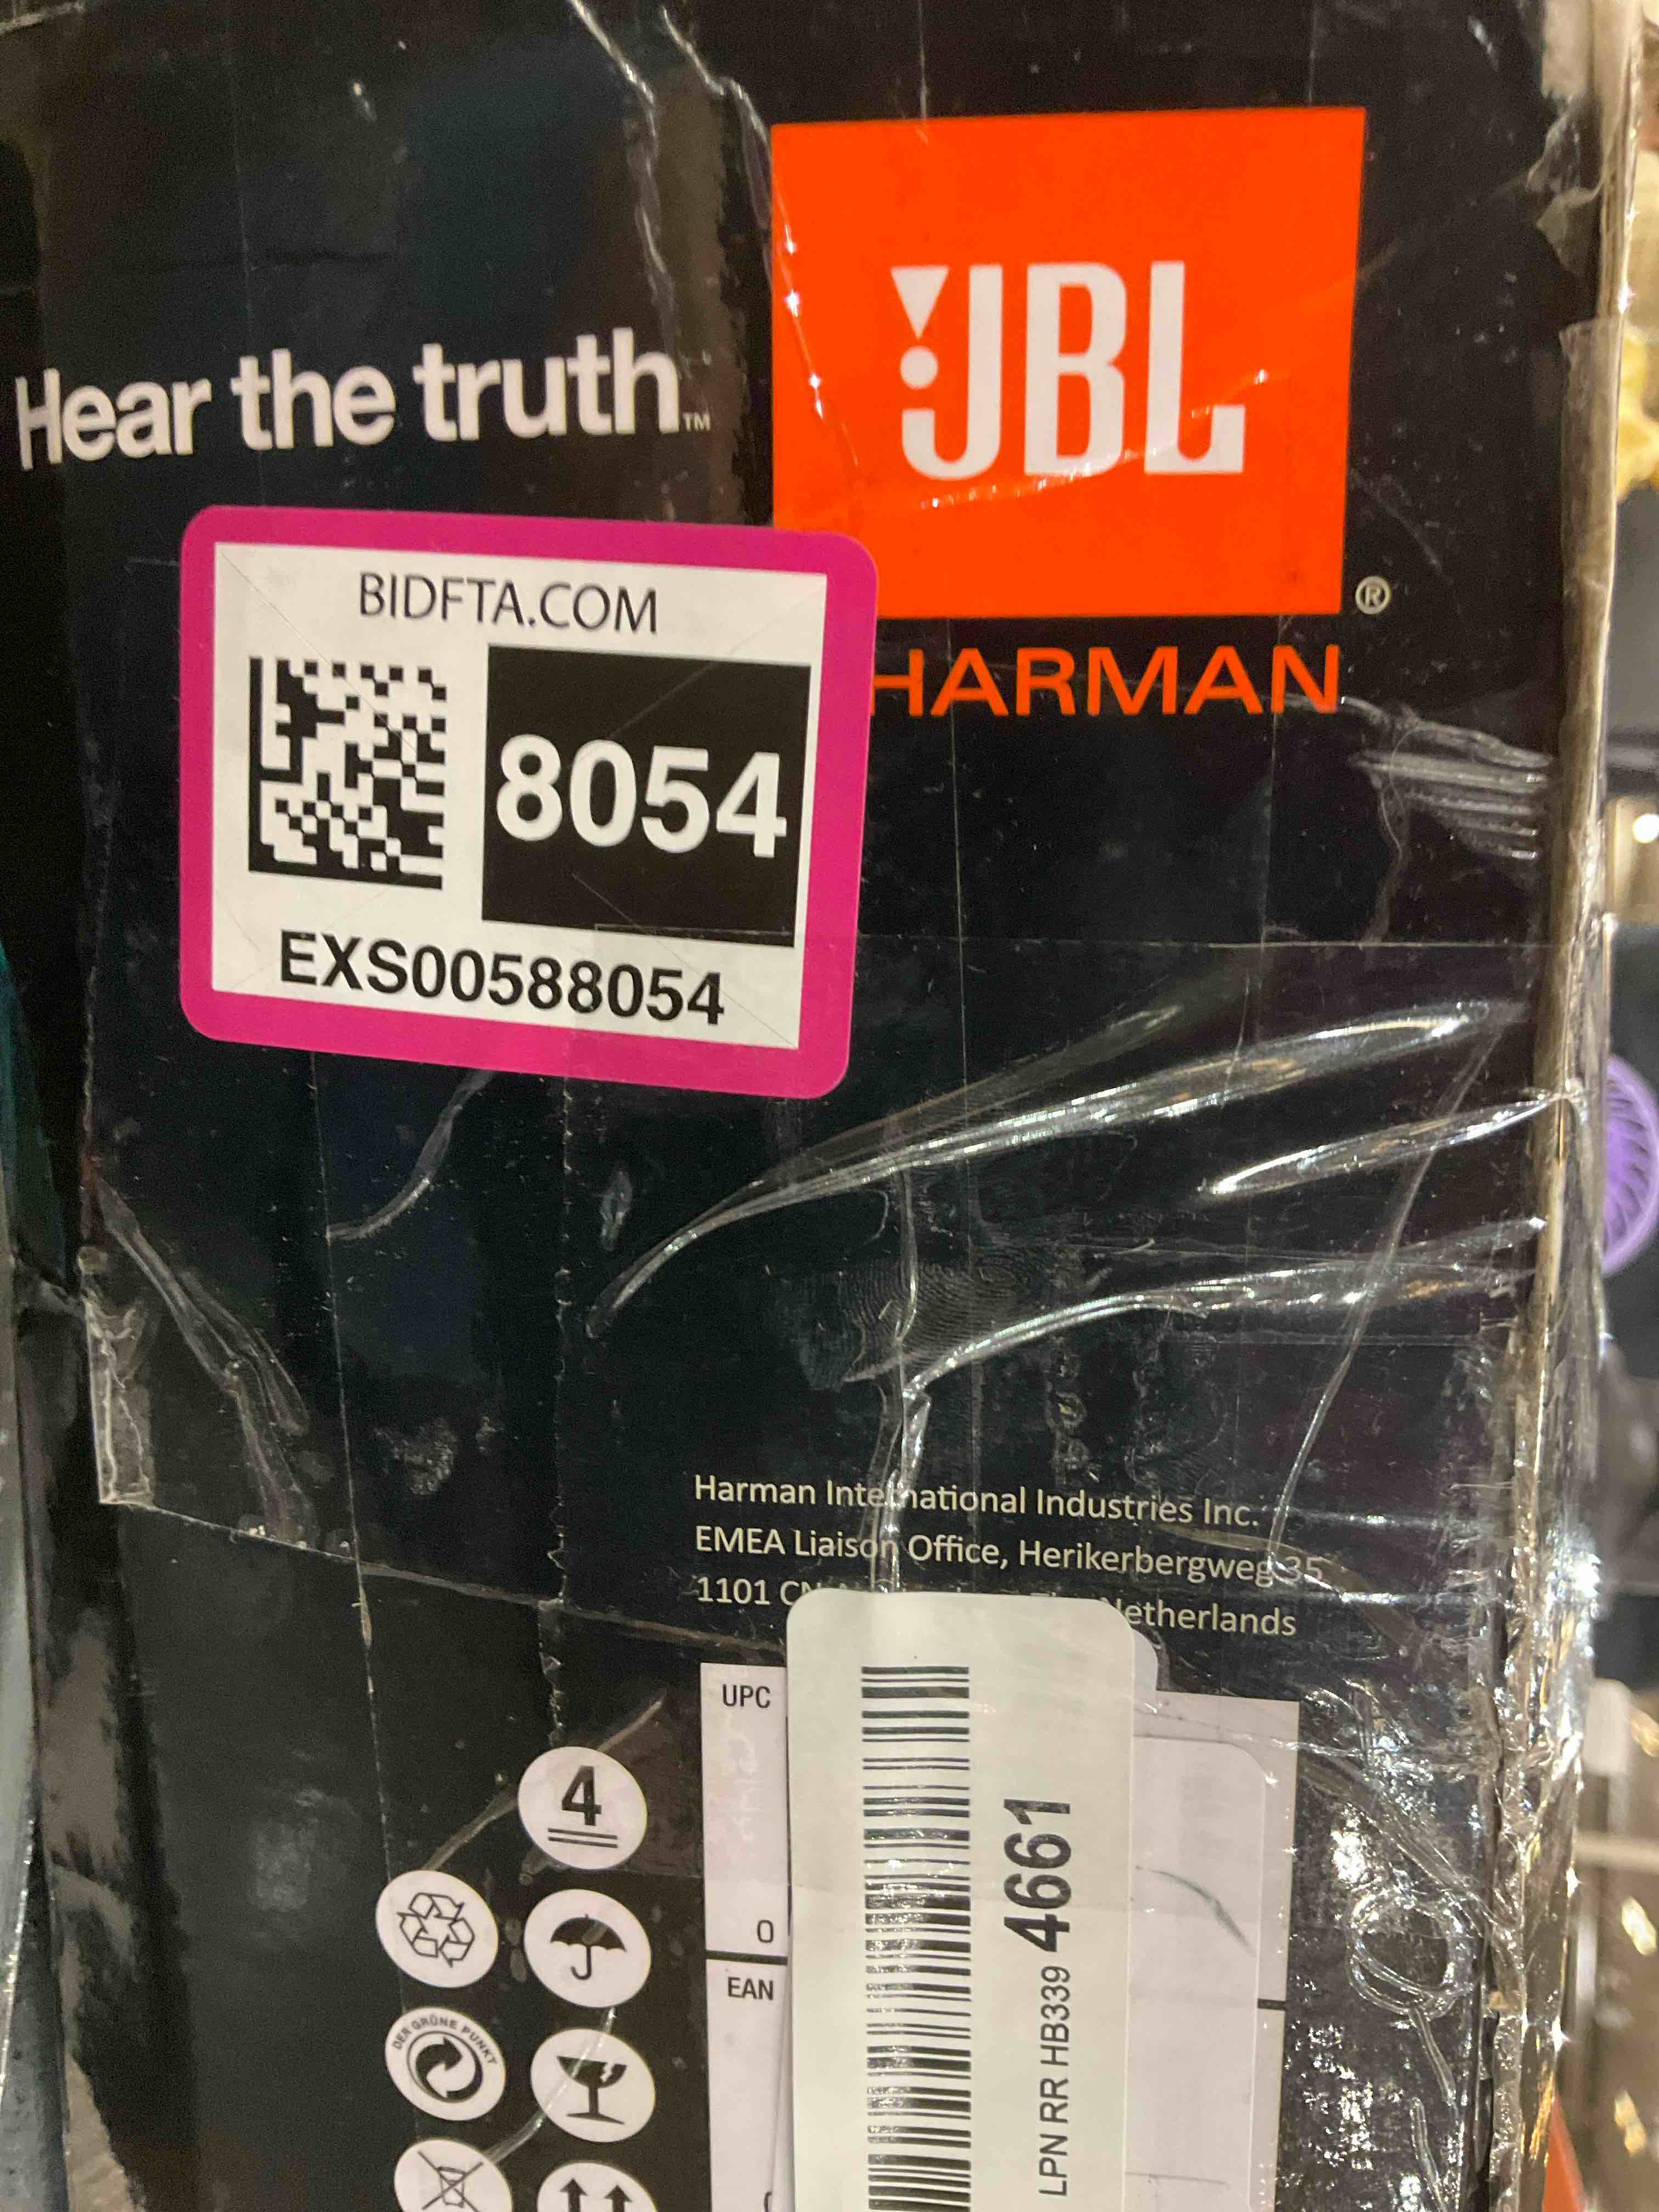 Hear the truth™
JBL
®
HARMAN
BIDFTA.COM
8054
EXS00588054
Harman International Industries Inc.
EMEA Liaison Office, Herikerbergweg 35
1101 Netherlands
UPC
0
EAN
4
DER GRÜNE PUNKT
LPN RR HB339 4661